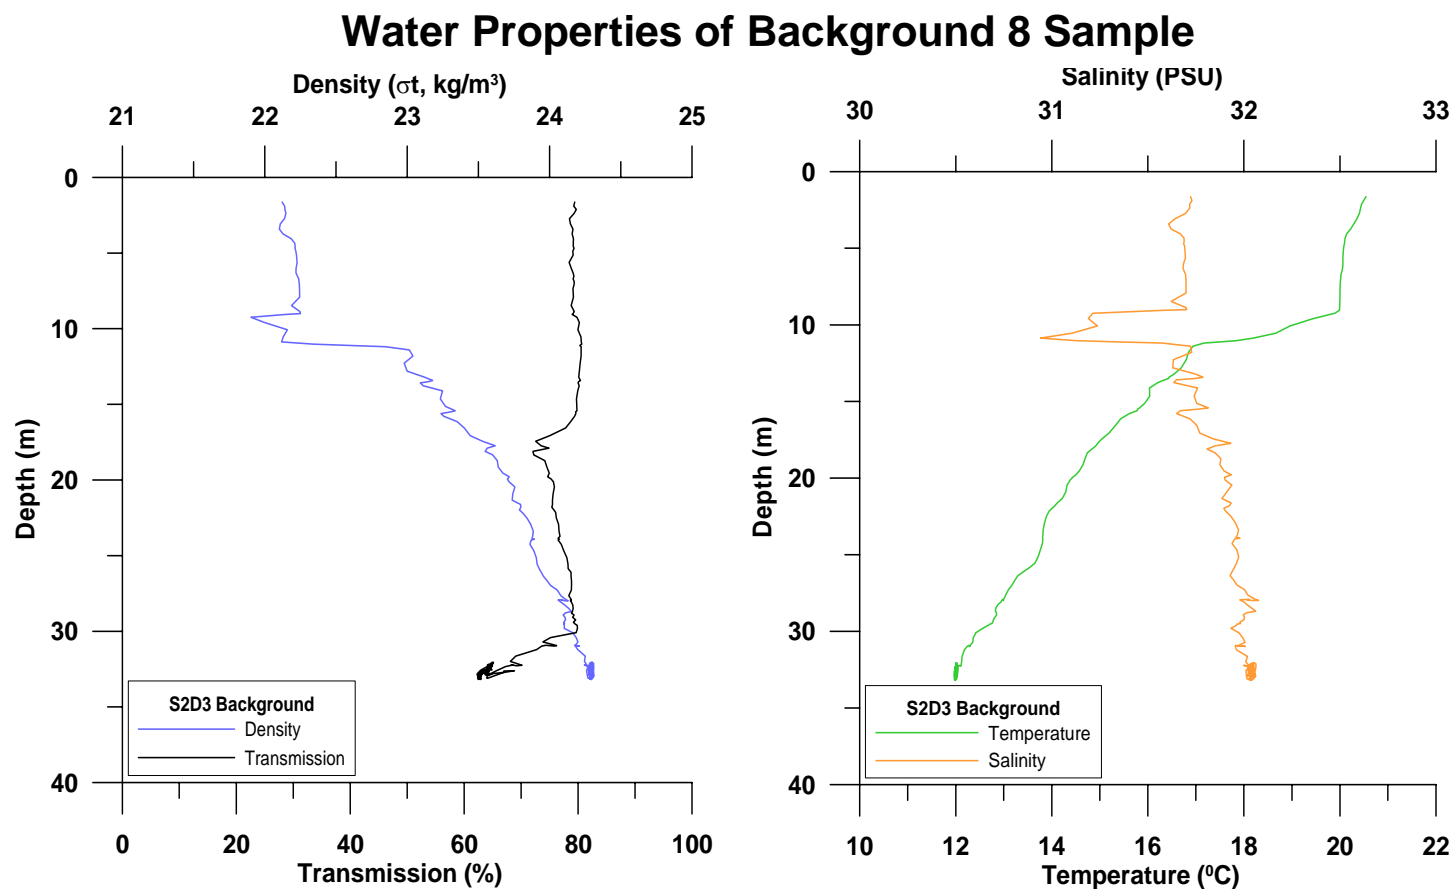 Water Properties of Background 8 Sample
Density (σt, kg/m³)
21 22 23 24 25
0
10
20
30
40
Depth (m)
S2D3 Background
Density
Transmission
0 20 40 60 80 100
Transmission (%)
Salinity (PSU)
30 31 32 33
0
10
20
30
40
Depth (m)
S2D3 Background
Temperature
Salinity
10 12 14 16 18 20 22
Temperature (⁰C)